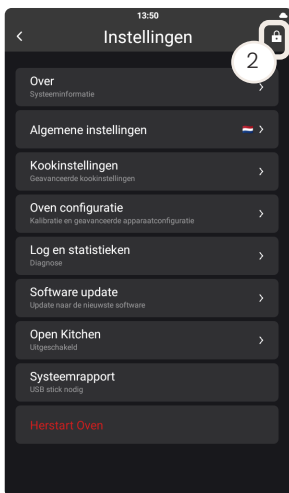 13:50
Instellingen
2
Over
Systeeminformatie
Algemene instellingen
Kookinstellingen
Geavanceerde kookinstellingen
Oven configuratie
Kalibratie en geavanceerde apparaatconfiguratie
Log en statistieken
Diagnose
Software update
Update naar de nieuwste software
Open Kitchen
Uitgeschakeld
Systeemrapport
USB stick nodig
Herstart Oven